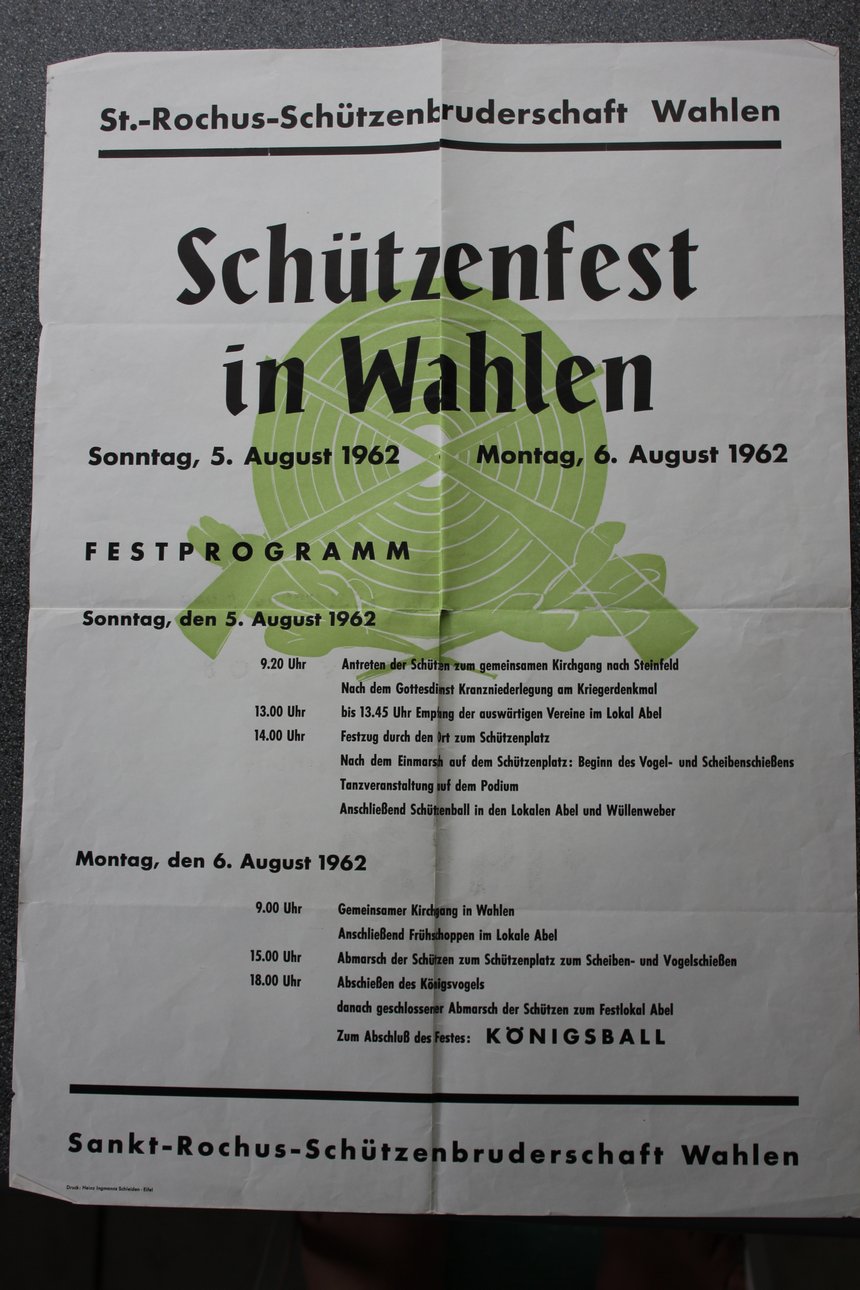 St.-Rochus-Schützenbruderschaft Wahlen
Schützenfest
in Wahlen
Sonntag, 5. August 1962 Montag, 6. August 1962
FESTPROGRAMM
Sonntag, den 5. August 1962
9.20 Uhr Antreten der Schützen zum gemeinsamen Kirchgang nach Steinfeld
Nach dem Gottesdinst Kranzniederlegung am Kriegerdenkmal
13.00 Uhr bis 13.45 Uhr Empfang der auswärtigen Vereine im Lokal Abel
14.00 Uhr Festzug durch den Ort zum Schützenplatz
Nach dem Einmarsch auf dem Schützenplatz: Beginn des Vogel- und Scheibenschießens
Tanzveranstaltung auf dem Podium
Anschließend Schützenball in den Lokalen Abel und Wüllenweber
Montag, den 6. August 1962
9.00 Uhr Gemeinsamer Kirchgang in Wahlen
Anschließend Frühschoppen im Lokale Abel
15.00 Uhr Abmarsch der Schützen zum Schützenplatz zum Scheiben- und Vogelschießen
18.00 Uhr Abschießen des Königsvogels
danach geschlossener Abmarsch der Schützen zum Festlokal Abel
Zum Abschluß des Festes: KÖNIGSBALL
Sankt-Rochus-Schützenbruderschaft Wahlen
Druck: Heinz Ingmanns Schleiden-Eifel